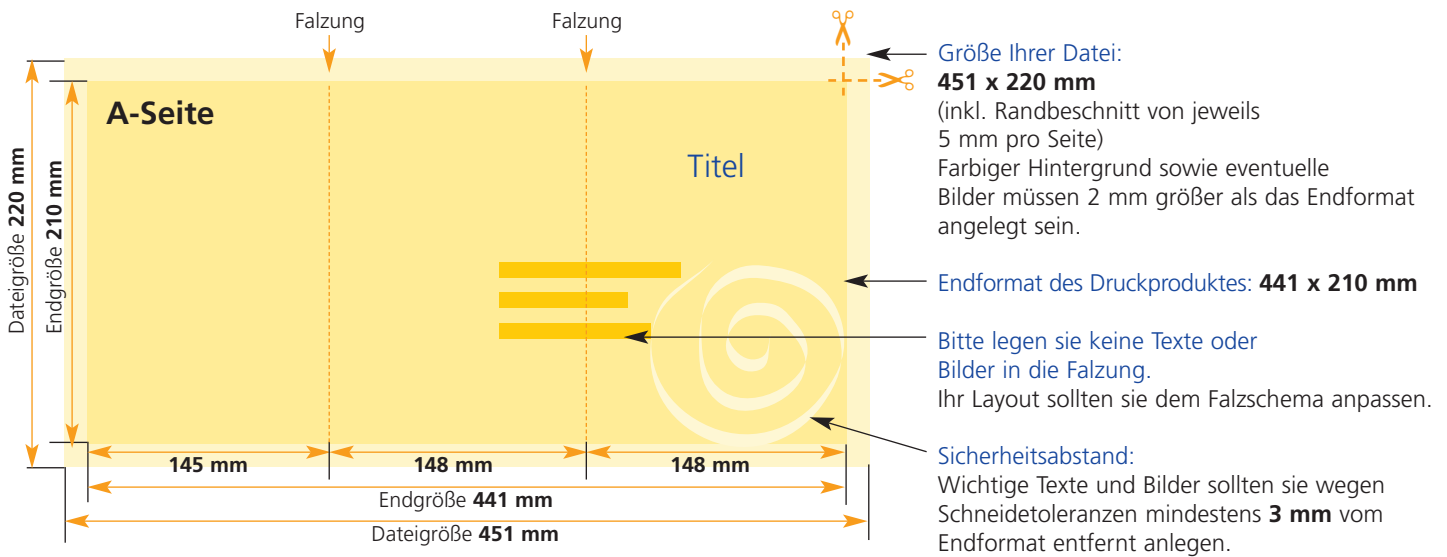 Falzung
Falzung
A-Seite
Titel
Dateigröße 220 mm
Endgröße 210 mm
145 mm
148 mm
148 mm
Endgröße 441 mm
Dateigröße 451 mm
Größe Ihrer Datei:
451 x 220 mm
(inkl. Randbeschnitt von jeweils
5 mm pro Seite)
Farbiger Hintergrund sowie eventuelle
Bilder müssen 2 mm größer als das Endformat
angelegt sein.
Endformat des Druckproduktes: 441 x 210 mm
Bitte legen sie keine Texte oder
Bilder in die Falzung.
Ihr Layout sollten sie dem Falzschema anpassen.
Sicherheitsabstand:
Wichtige Texte und Bilder sollten sie wegen
Schneidetoleranzen mindestens 3 mm vom
Endformat entfernt anlegen.